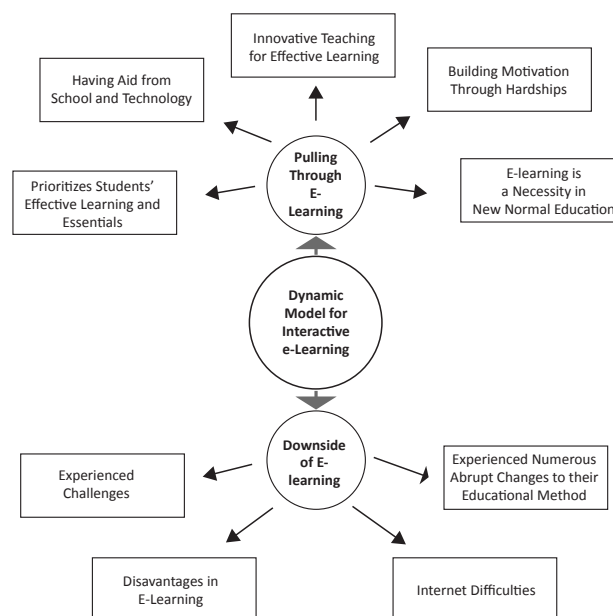 Innovative Teaching
for Effective Learning
Having Aid from
School and Technology
Building Motivation
Through Hardships
Pulling
Through
E-
Learning
Prioritizes Students’
Effective Learning and
Essentials
E-learning is
a Necessity in
New Normal Education
Dynamic
Model for
Interactive
e-Learning
Downside
of E-
learning
Experienced
Challenges
Experienced Numerous
Abrupt Changes to their
Educational Method
Disavantages in
E-Learning
Internet Difficulties